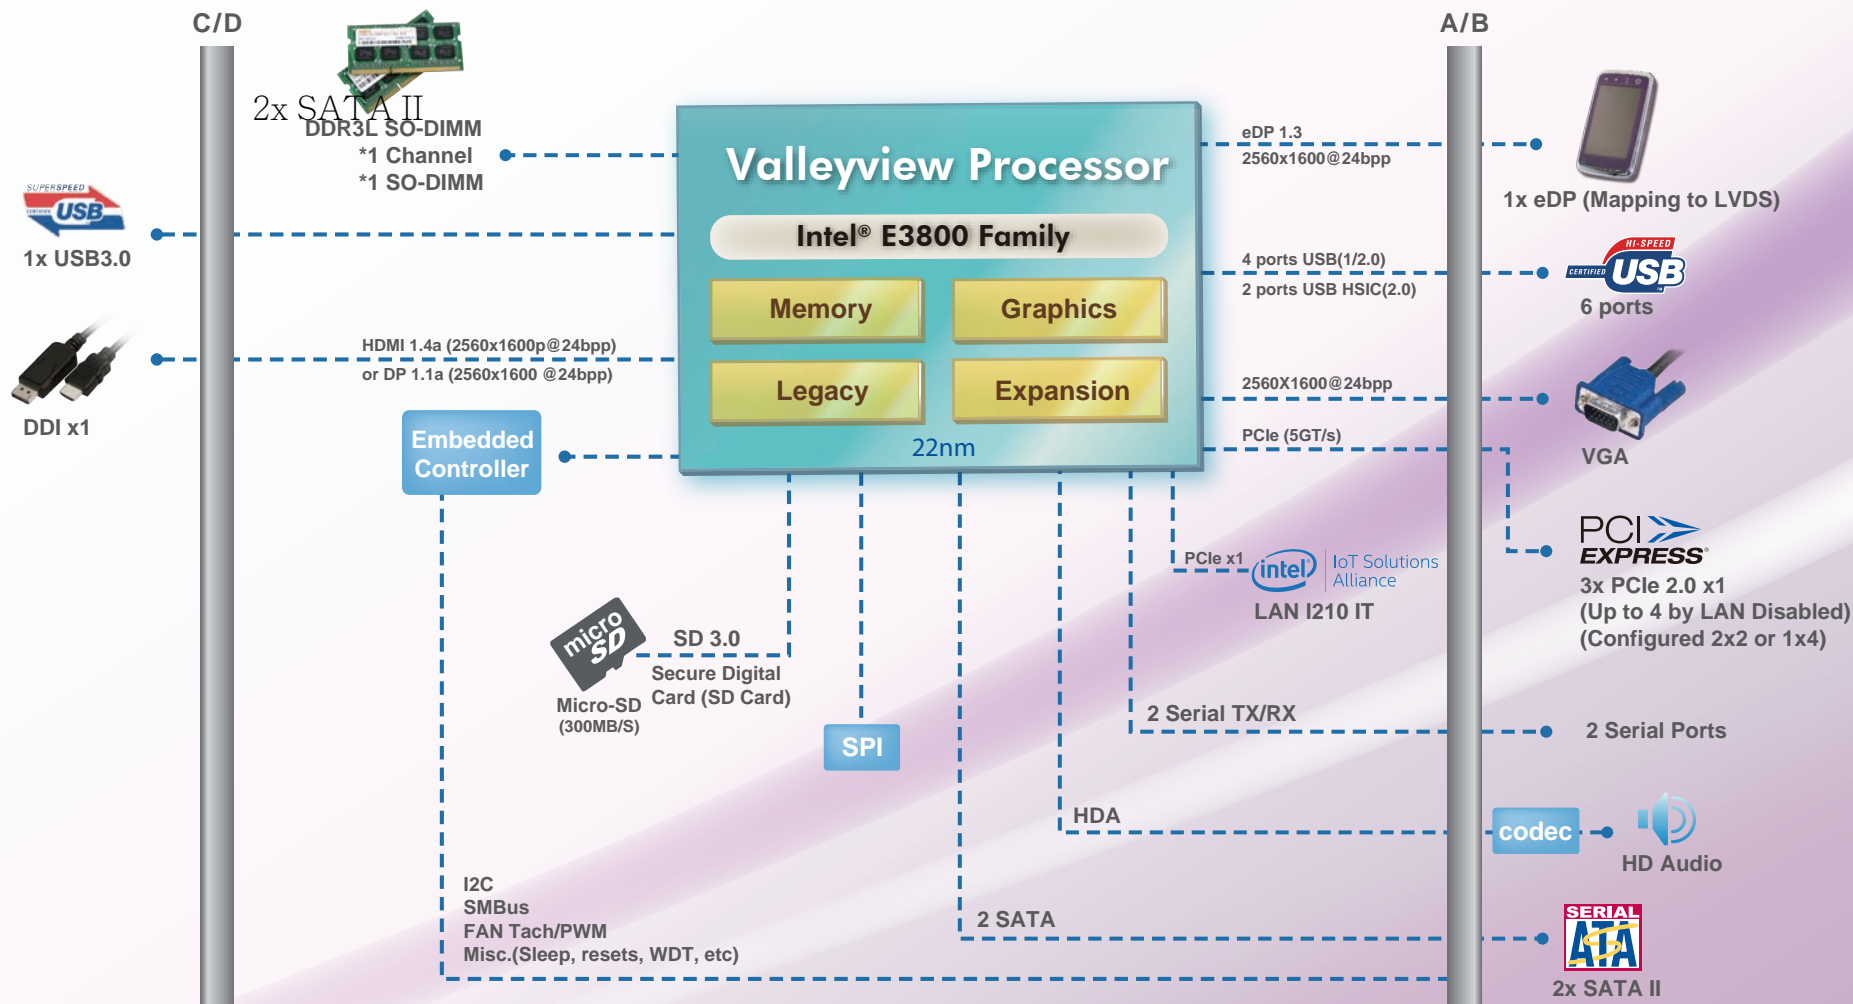 C/D
A/B
2x SATA II
DDR3L SO-DIMM
*1 Channel
*1 SO-DIMM
SUPERSPEED
CERTIFIED USB
1x USB3.0
HDMI 1.4a (2560x1600p@24bpp)
or DP 1.1a (2560x1600 @24bpp)
DDI x1
Embedded
Controller
Valleyview Processor
Intel® E3800 Family
Memory
Graphics
Legacy
Expansion
22nm
eDP 1.3
2560x1600@24bpp
1x eDP (Mapping to LVDS)
4 ports USB(1/2.0)
2 ports USB HSIC(2.0)
HI-SPEED
CERTIFIED USB
6 ports
2560X1600@24bpp
VGA
PCIe (5GT/s)
PCI
EXPRESS®
3x PCIe 2.0 x1
(Up to 4 by LAN Disabled)
(Configured 2x2 or 1x4)
PCIe x1
intel
IoT Solutions
Alliance
LAN I210 IT
micro
SD
SD 3.0
Secure Digital
Card (SD Card)
Micro-SD
(300MB/S)
SPI
2 Serial TX/RX
2 Serial Ports
HDA
codec
HD Audio
I2C
SMBus
FAN Tach/PWM
Misc.(Sleep, resets, WDT, etc)
2 SATA
SERIAL
ATA
2x SATA II